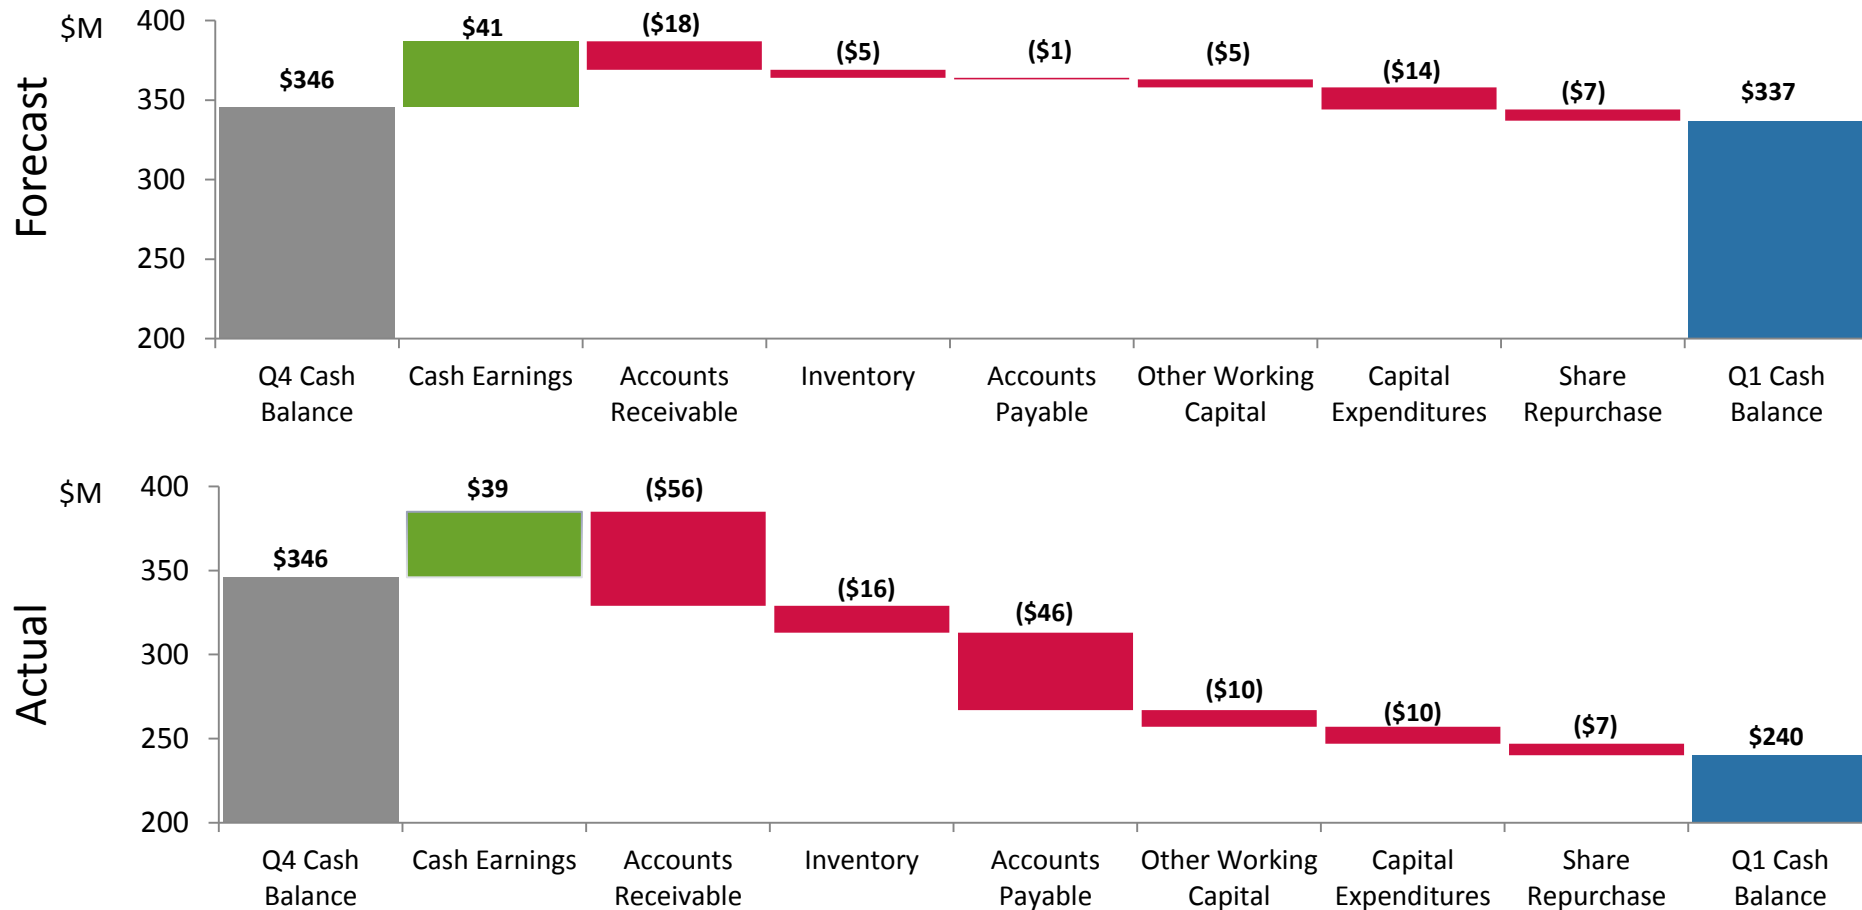 Forecast
$M
400
350
300
250
200
$346
$41
($18)
($5)
($1)
($5)
($14)
($7)
$337
Q4 Cash
Balance
Cash Earnings
Accounts
Receivable
Inventory
Accounts
Payable
Other Working
Capital
Capital
Expenditures
Share
Repurchase
Q1 Cash
Balance
Actual
$M
400
350
300
250
200
$346
$39
($56)
($16)
($46)
($10)
($10)
($7)
$240
Q4 Cash
Balance
Cash Earnings
Accounts
Receivable
Inventory
Accounts
Payable
Other Working
Capital
Capital
Expenditures
Share
Repurchase
Q1 Cash
Balance